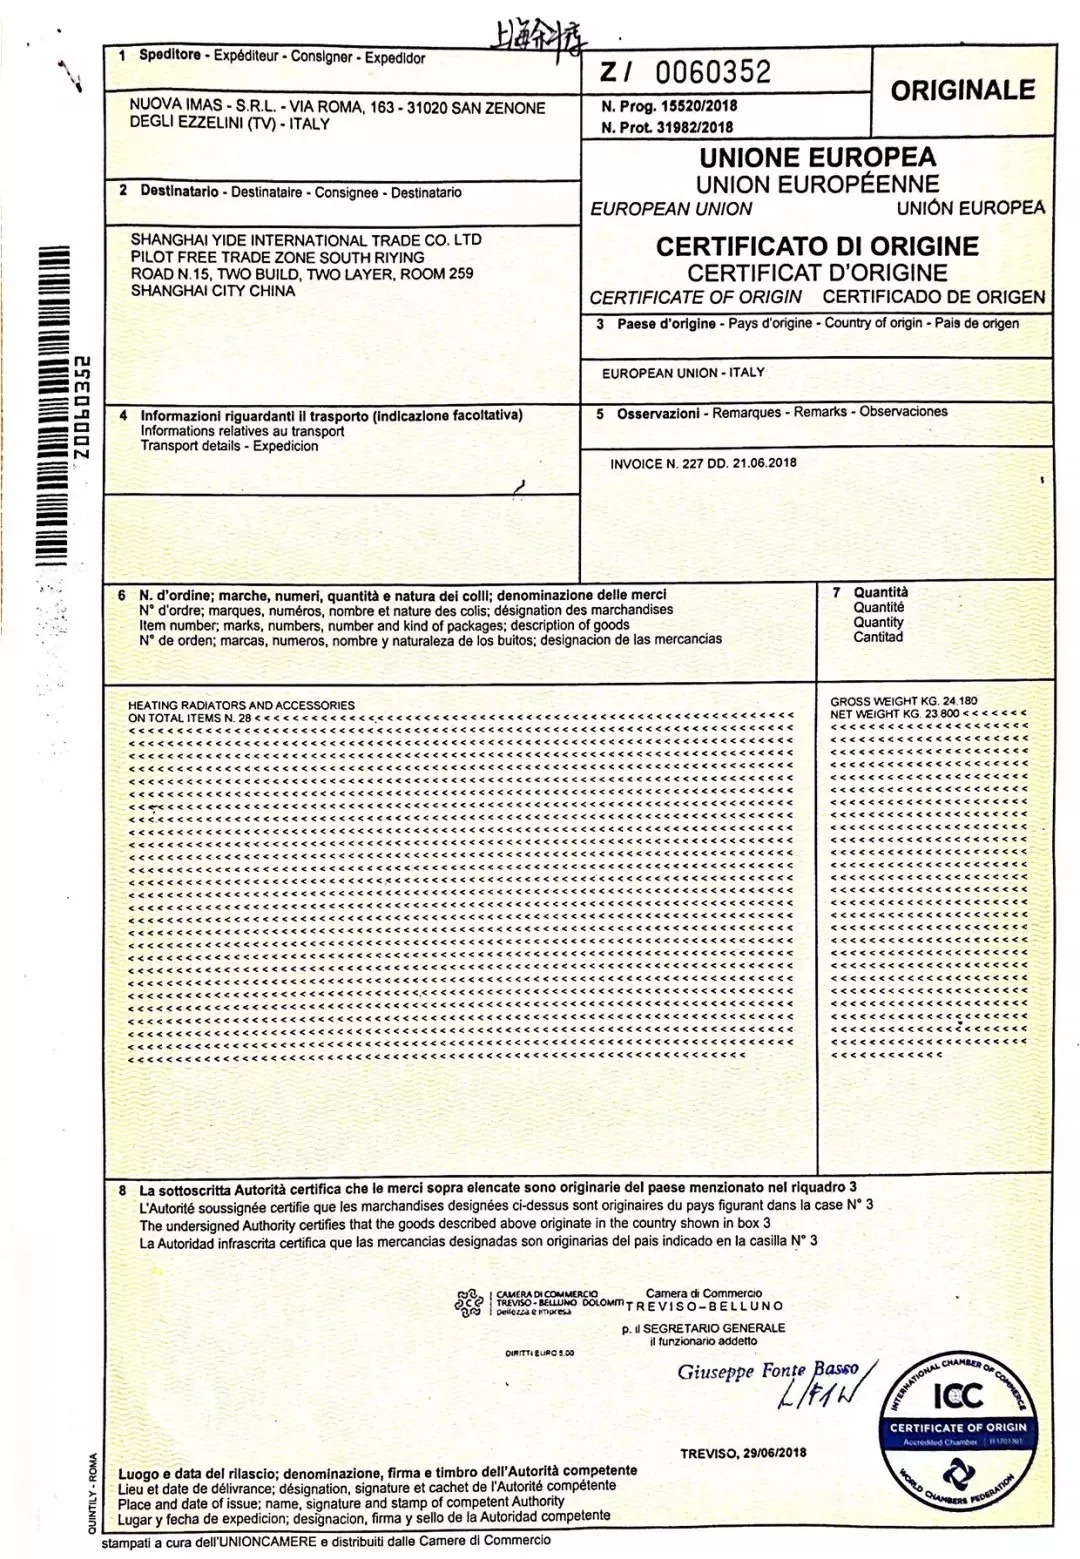 1 Speditore - Expéditeur - Consigner - Expedidor
NUOVA IMAS - S.R.L. - VIA ROMA, 163 - 31020 SAN ZENONE
DEGLI EZZELINI (TV) - ITALY
Z/ 0060352
N. Prog. 15520/2018
N. Prot. 31982/2018
ORIGINALE
UNIONE EUROPEA
UNION EUROPÉENNE
EUROPEAN UNION UNIÓN EUROPEA
CERTIFICATO DI ORIGINE
CERTIFICAT D'ORIGINE
CERTIFICATE OF ORIGIN CERTIFICADO DE ORIGEN
2 Destinatario - Destinataire - Consignee - Destinatario
SHANGHAI YIDE INTERNATIONAL TRADE CO. LTD
PILOT FREE TRADE ZONE SOUTH RIYING
ROAD N.15, TWO BUILD, TWO LAYER, ROOM 259
SHANGHAI CITY CHINA
3 Paese d'origine - Pays d'origine - Country of origin - Pais de origen
EUROPEAN UNION - ITALY
Z0060352
4 Informazioni riguardanti il trasporto (indicazione facoltativa)
Informations relatives au transport
Transport details - Expedicion
5 Osservazioni - Remarques - Remarks - Observaciones
INVOICE N. 227 DD. 21.06.2018
6 N. d'ordine; marche, numeri, quantità e natura dei colli; denominazione delle merci
N° d'ordre; marques, numéros, nombre et nature des colis; désignation des marchandises
Item number; marks, numbers, number and kind of packages; description of goods
N° de orden; marcas, numeros, nombre y naturaleza de los buitos; designacion de las mercancias
7 Quantità
Quantité
Quantity
Cantitad
HEATING RADIATORS AND ACCESSORIES
ON TOTAL ITEMS N. 28
GROSS WEIGHT KG. 24.180
NET WEIGHT KG. 23.800
8 La sottoscritta Autorità certifica che le merci sopra elencate sono originarie del paese menzionato nel riquadro 3
L'Autorité soussignée certifie que les marchandises designées ci-dessus sont originaires du pays figurant dans la case N° 3
The undersigned Authority certifies that the goods described above originate in the country shown in box 3
La Autoridad infrascrita certifica que las mercancias designadas son originarias del pais indicado en la casilla N° 3
CAMERA DI COMMERCIO
TREVISO - BELLUNO DOLOMITI
bellezza e impresa
Camera di Commercio
TREVISO-BELLUNO
p. il SEGRETARIO GENERALE
il funzionario addetto
DIRITTI EURO 5.00
Giuseppe Fonte Basso
INTERNATIONAL CHAMBER OF COMMERCE
ICC
CERTIFICATE OF ORIGIN
Accredited Chamber
WORLD CHAMBERS FEDERATION
TREVISO, 29/06/2018
Luogo e data del rilascio; denominazione, firma e timbro dell'Autorità competente
Lieu et date de délivrance; désignation, signature et cachet de l'Autorité compétente
Place and date of issue; name, signature and stamp of competent Authority
Lugar y fecha de expedicion; designacion, firma y sello de la Autoridad competente
QUINTILY - ROMA
stampati a cura dell'UNIONCAMERE e distribuiti dalle Camere di Commercio